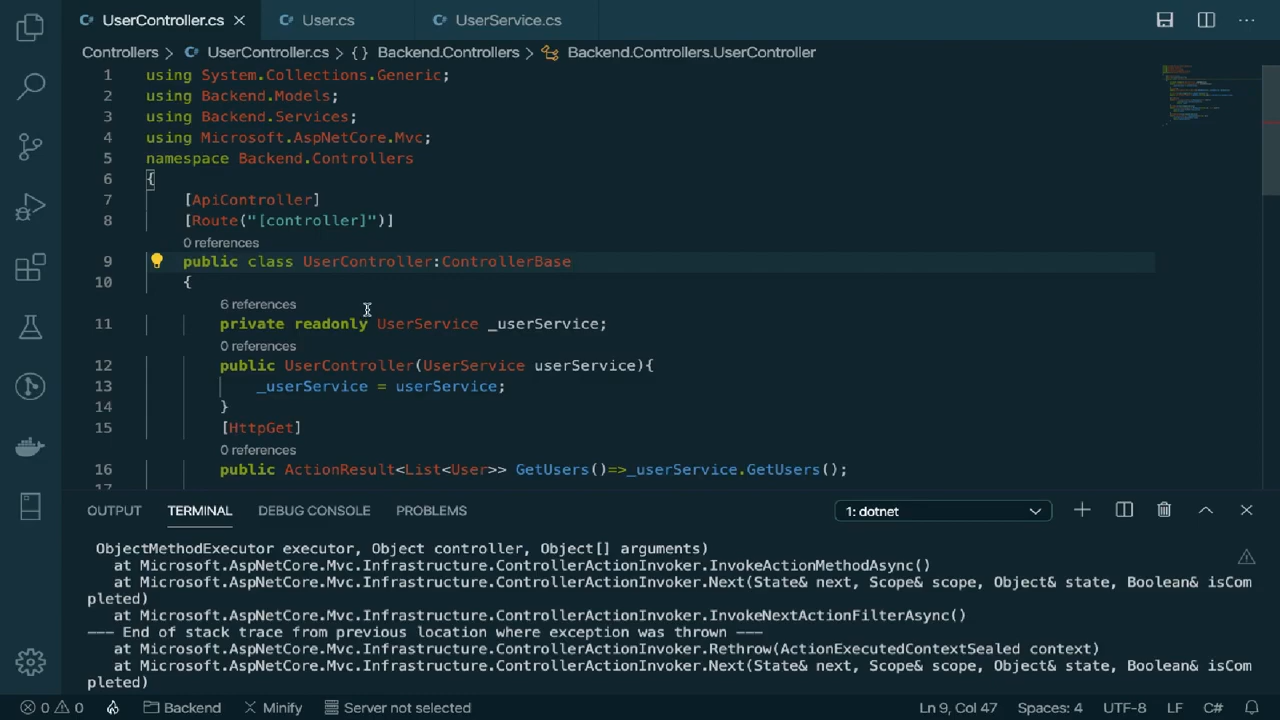 UserController.cs User.cs UserService.cs
Controllers > UserController.cs > {} Backend.Controllers > Backend.Controllers.UserController
1 using System.Collections.Generic;
2 using Backend.Models;
3 using Backend.Services;
4 using Microsoft.AspNetCore.Mvc;
5 namespace Backend.Controllers
6 {
7 [ApiController]
8 [Route("[controller]")]
0 references
9 public class UserController:ControllerBase
10 {
6 references
11 private readonly UserService _userService;
0 references
12 public UserController(UserService userService){
13 _userService = userService;
14 }
15 [HttpGet]
0 references
16 public ActionResult<List<User>> GetUsers()=>_userService.GetUsers();
17
OUTPUT TERMINAL DEBUG CONSOLE PROBLEMS 1: dotnet
ObjectMethodExecutor executor, Object controller, Object[] arguments)
at Microsoft.AspNetCore.Mvc.Infrastructure.ControllerActionInvoker.InvokeActionMethodAsync()
at Microsoft.AspNetCore.Mvc.Infrastructure.ControllerActionInvoker.Next(State& next, Scope& scope, Object& state, Boolean& isCom
pleted)
at Microsoft.AspNetCore.Mvc.Infrastructure.ControllerActionInvoker.InvokeNextActionFilterAsync()
--- End of stack trace from previous location where exception was thrown ---
at Microsoft.AspNetCore.Mvc.Infrastructure.ControllerActionInvoker.Rethrow(ActionExecutedContextSealed context)
at Microsoft.AspNetCore.Mvc.Infrastructure.ControllerActionInvoker.Next(State& next, Scope& scope, Object& state, Boolean& isCom
pleted)
0 0 Backend Minify Server not selected Ln 9, Col 47 Spaces: 4 UTF-8 LF C#